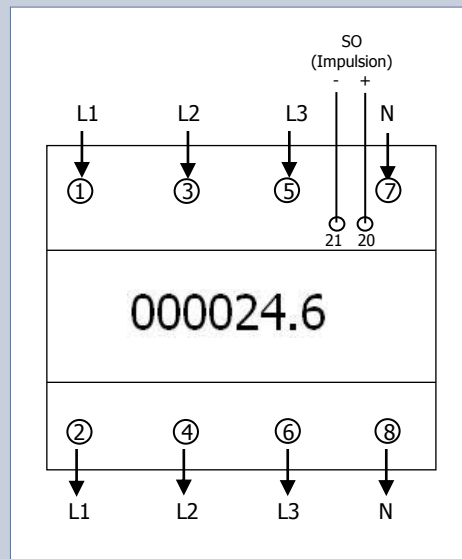 SO
(Impulsion)
- +
L1 L2 L3 N
1 3 5 7
21 20
000024.6
2 4 6 8
L1 L2 L3 N